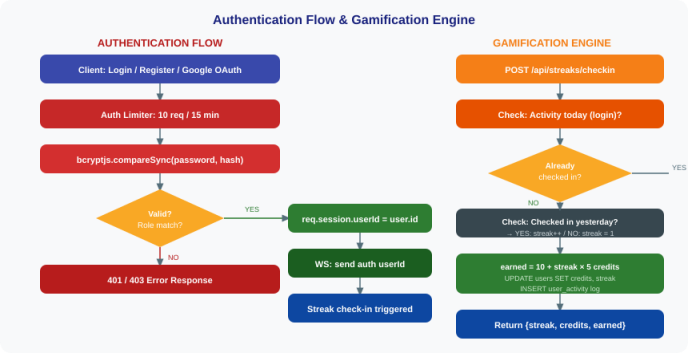 Authentication Flow & Gamification Engine
AUTHENTICATION FLOW
Client: Login / Register / Google OAuth
Auth Limiter: 10 req / 15 min
bcryptjs.compareSync(password, hash)
Valid?
Role match?
YES
NO
401 / 403 Error Response
req.session.userId = user.id
WS: send auth userId
Streak check-in triggered
GAMIFICATION ENGINE
POST /api/streaks/checkin
Check: Activity today (login)?
Already
checked in?
YES
NO
Check: Checked in yesterday?
→ YES: streak++ / NO: streak = 1
earned = 10 + streak × 5 credits
UPDATE users SET credits, streak
INSERT user_activity log
Return {streak, credits, earned}